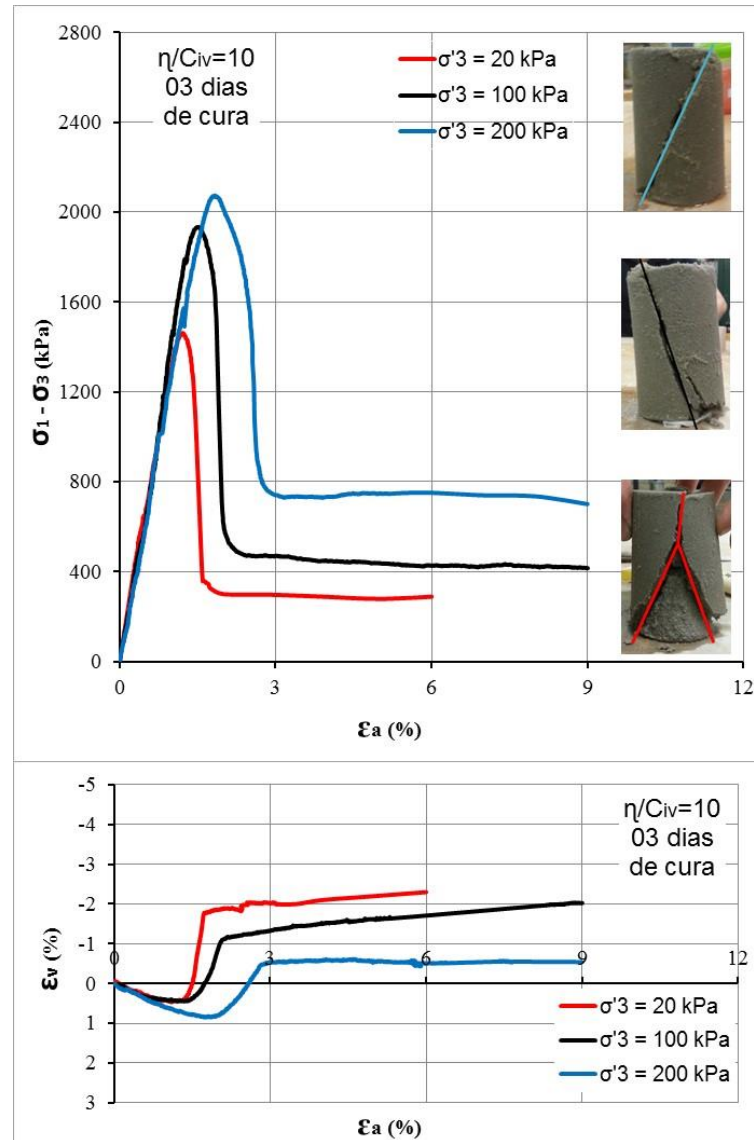 2800
2400
2000
1600
1200
800
400
0
σ1 - σ3 (kPa)
η/Civ=10
03 dias
de cura
σ'3 = 20 kPa
σ'3 = 100 kPa
σ'3 = 200 kPa
0 3 6 9 12
εa (%)
-5
-4
-3
-2
-1
0
1
2
3
εv (%)
η/Civ=10
03 dias
de cura
0 3 6 9 12
σ'3 = 20 kPa
σ'3 = 100 kPa
σ'3 = 200 kPa
εa (%)